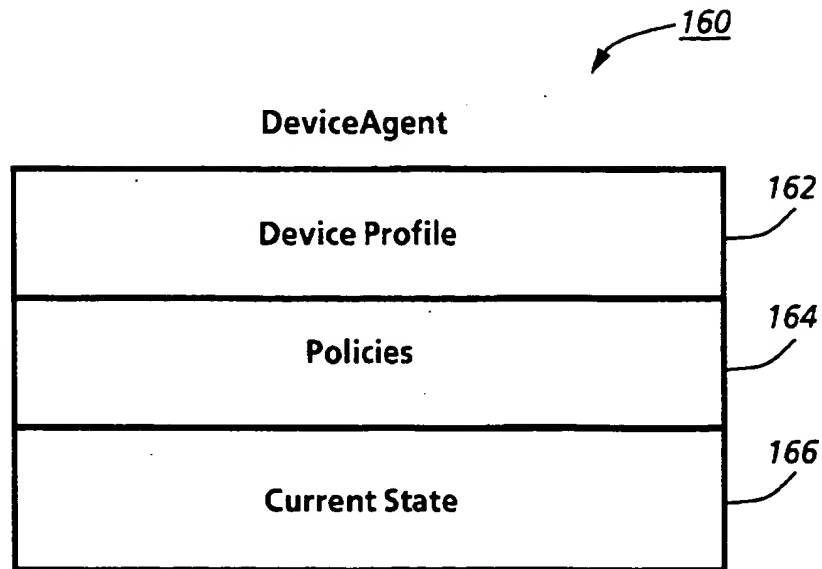 160
DeviceAgent
162
Device Profile
164
Policies
166
Current State